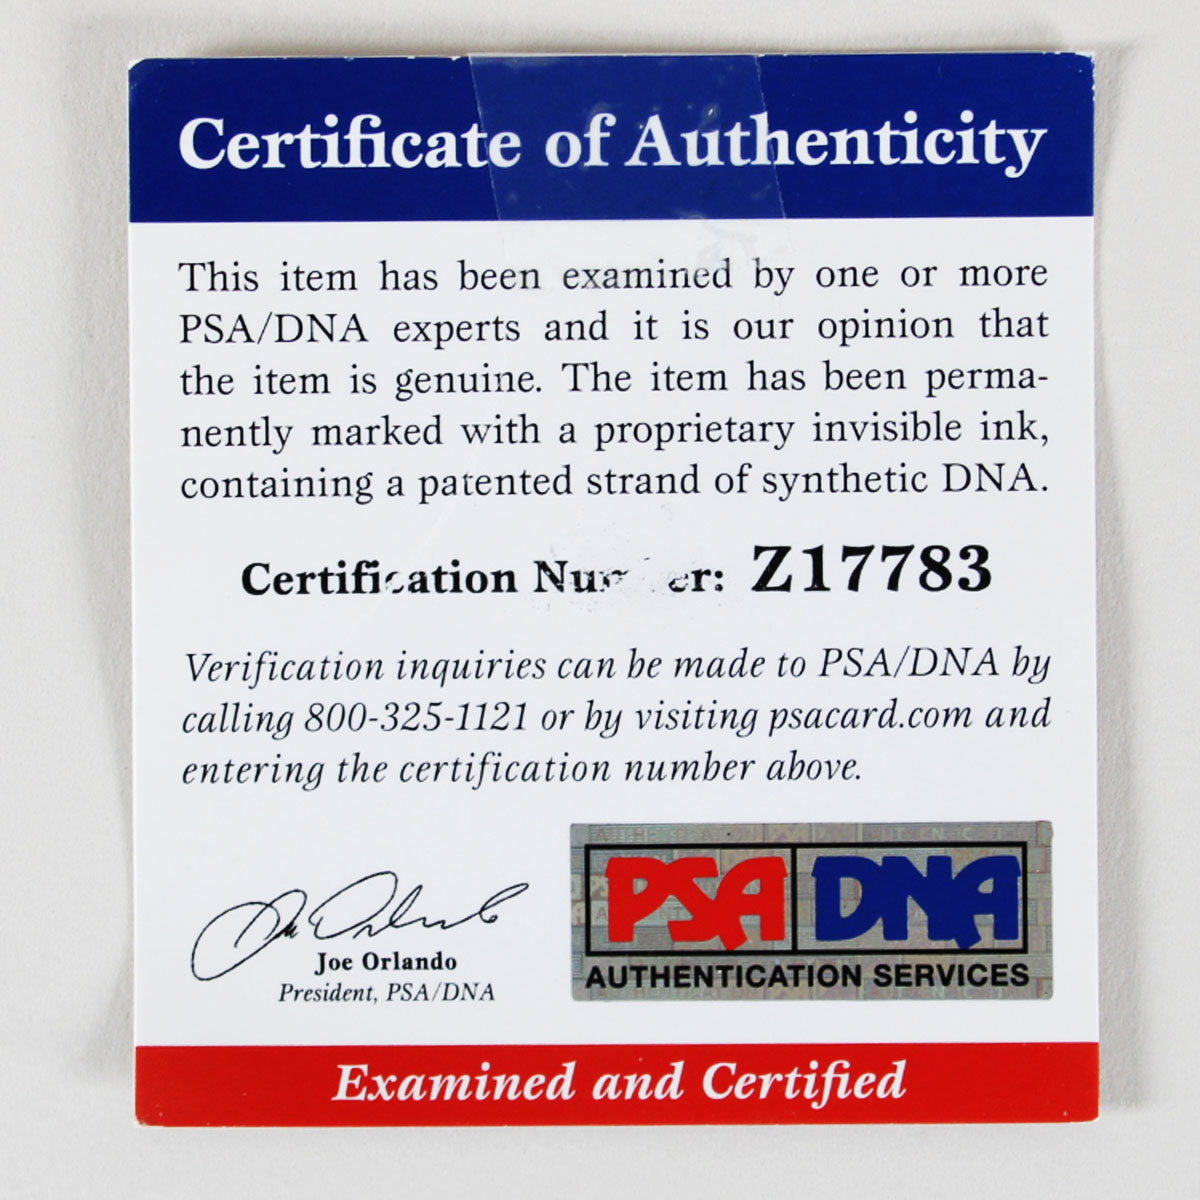 Certificate of Authenticity
This item has been examined by one or more
PSA/DNA experts and it is our opinion that
the item is genuine. The item has been perma-
nently marked with a proprietary invisible ink,
containing a patented strand of synthetic DNA.
Certification Number: Z17783
Verification inquiries can be made to PSA/DNA by
calling 800-325-1121 or by visiting psacard.com and
entering the certification number above.
Joe Orlando
President, PSA/DNA
PSA DNA
AUTHENTICATION SERVICES
Examined and Certified